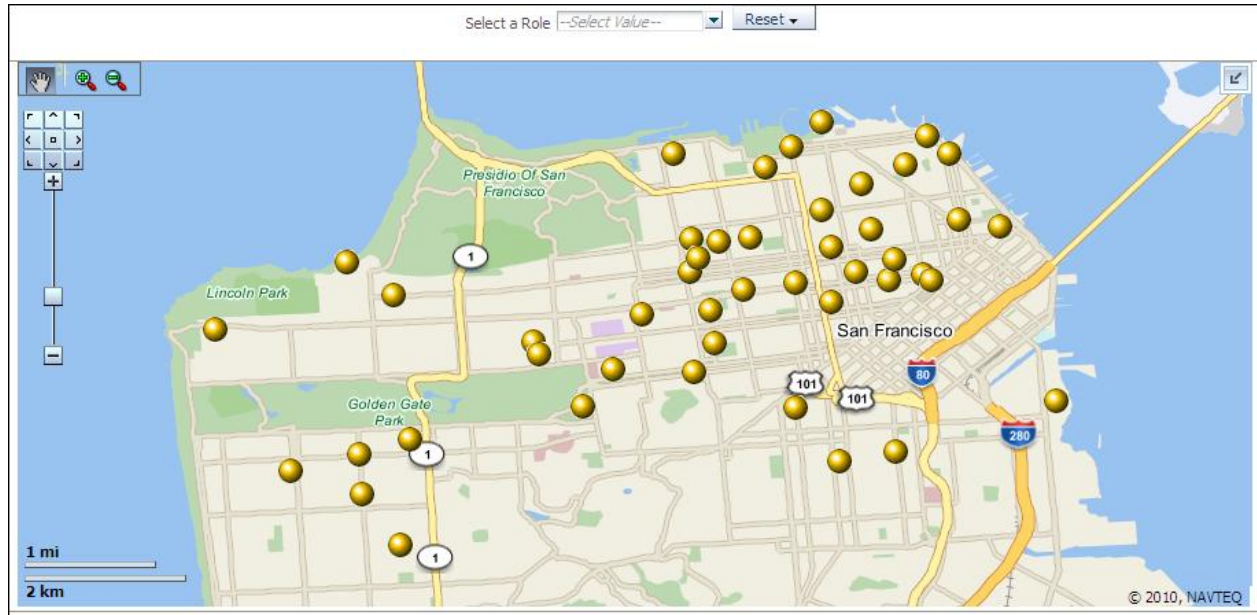 Select a Role --Select Value-- Reset
Presidio Of San
Francisco
1
Lincoln Park
San Francisco
80
101
101
Golden Gate
Park
280
1
1 mi
1
2 km
© 2010, NAVTEQ